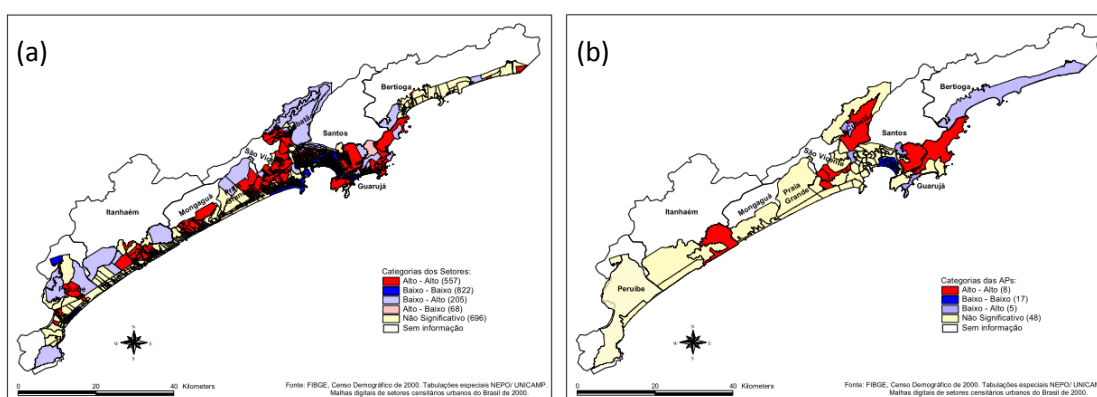 (a)
Bertioga
Cubatão
Santos
São Vicente
Guarujá
Praia
Grande
Mongaguá
Itanhaém
Peruíbe
Categorias dos Setores:
Alto - Alto (557)
Baixo - Baixo (822)
Baixo - Alto (205)
Alto - Baixo (68)
Não Significativo (696)
Sem informação
N
W E
S
0 20 40 Kilometers
Fonte: FIBGE, Censo Demográfico de 2000. Tabulações especiais NEPO/ UNICAMP.
Malhas digitais de setores censitários urbanos do Brasil de 2000.
(b)
Bertioga
Cubatão
Santos
São Vicente
Guarujá
Praia
Grande
Mongaguá
Itanhaém
Peruíbe
Categorias das APs:
Alto - Alto (8)
Baixo - Baixo (17)
Baixo - Alto (5)
Não Significativo (48)
Sem informação
N
W E
S
0 20 40 Kilometers
Fonte: FIBGE, Censo Demográfico de 2000. Tabulações especiais NEPO/ UNICAM
Malhas digitais de setores censitários urbanos do Brasil de 2000.